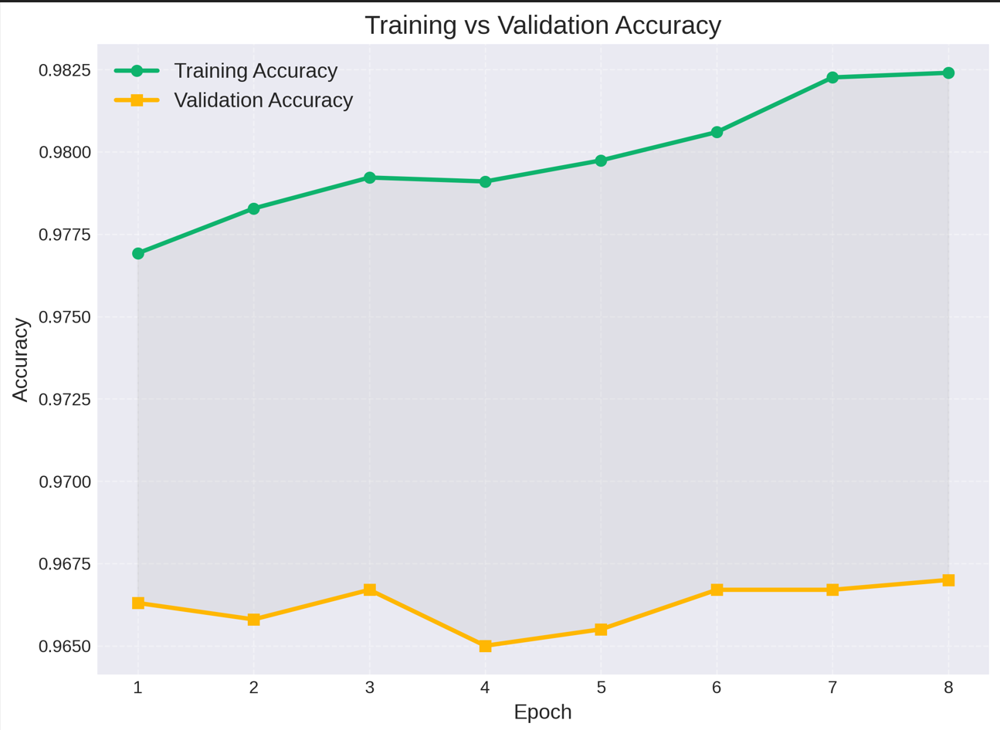 Training vs Validation Accuracy
Training Accuracy
Validation Accuracy
0.9825
0.9800
0.9775
0.9750
0.9725
0.9700
0.9675
0.9650
Accuracy
1 2 3 4 5 6 7 8
Epoch